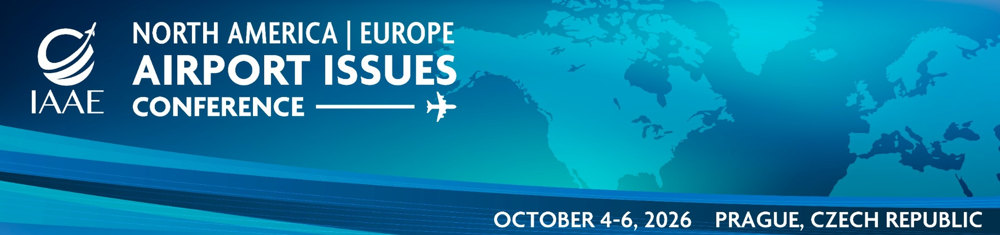 IAAE
NORTH AMERICA | EUROPE
AIRPORT ISSUES
CONFERENCE
OCTOBER 4-6, 2026 PRAGUE, CZECH REPUBLIC